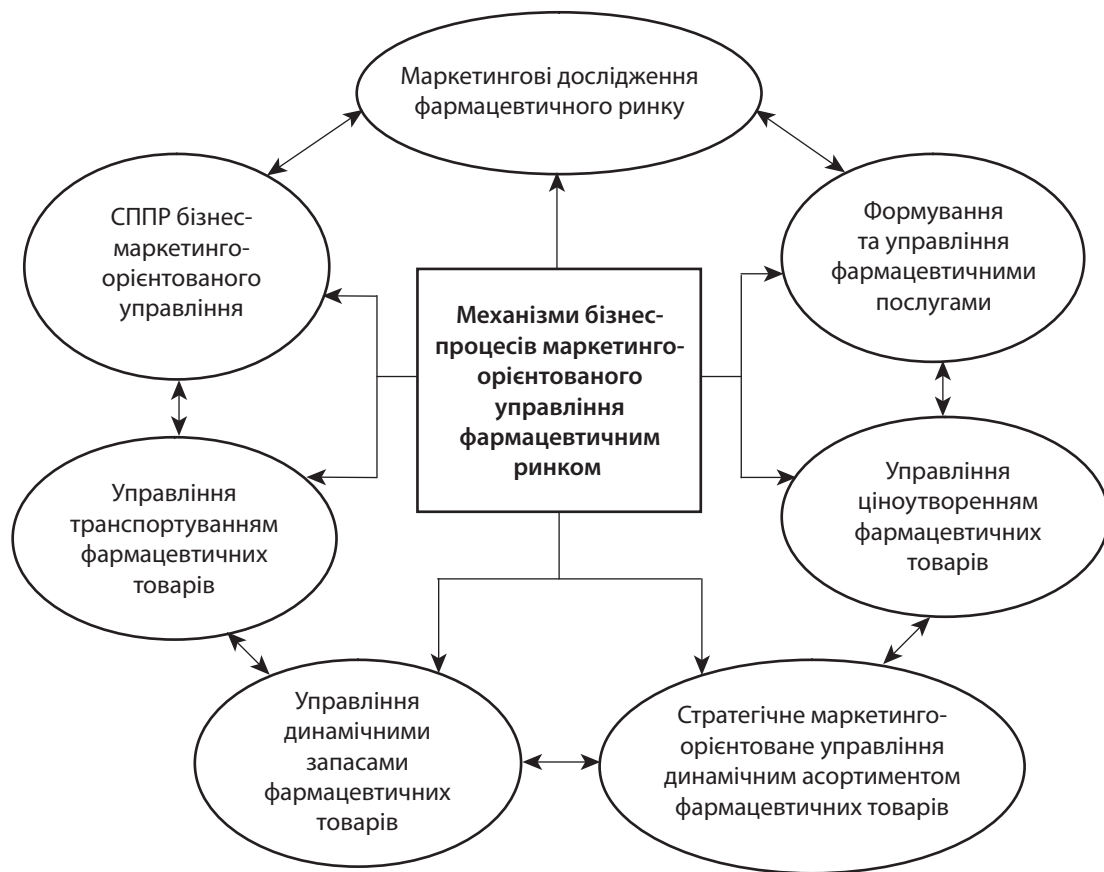 Маркетингові дослідження
фармацевтичного ринку
СППР бізнес-
маркетинго-
орієнтованого
управління
Формування
та управління
фармацевтичними
послугами
Механізми бізнес-
процесів маркетинго-
орієнтованого
управління
фармацевтичним
ринком
Управління
транспортуванням
фармацевтичних
товарів
Управління
ціноутворенням
фармацевтичних
товарів
Управління
динамічними
запасами
фармацевтичних
товарів
Стратегічне маркетинго-
орієнтоване управління
динамічним асортиментом
фармацевтичних товарів